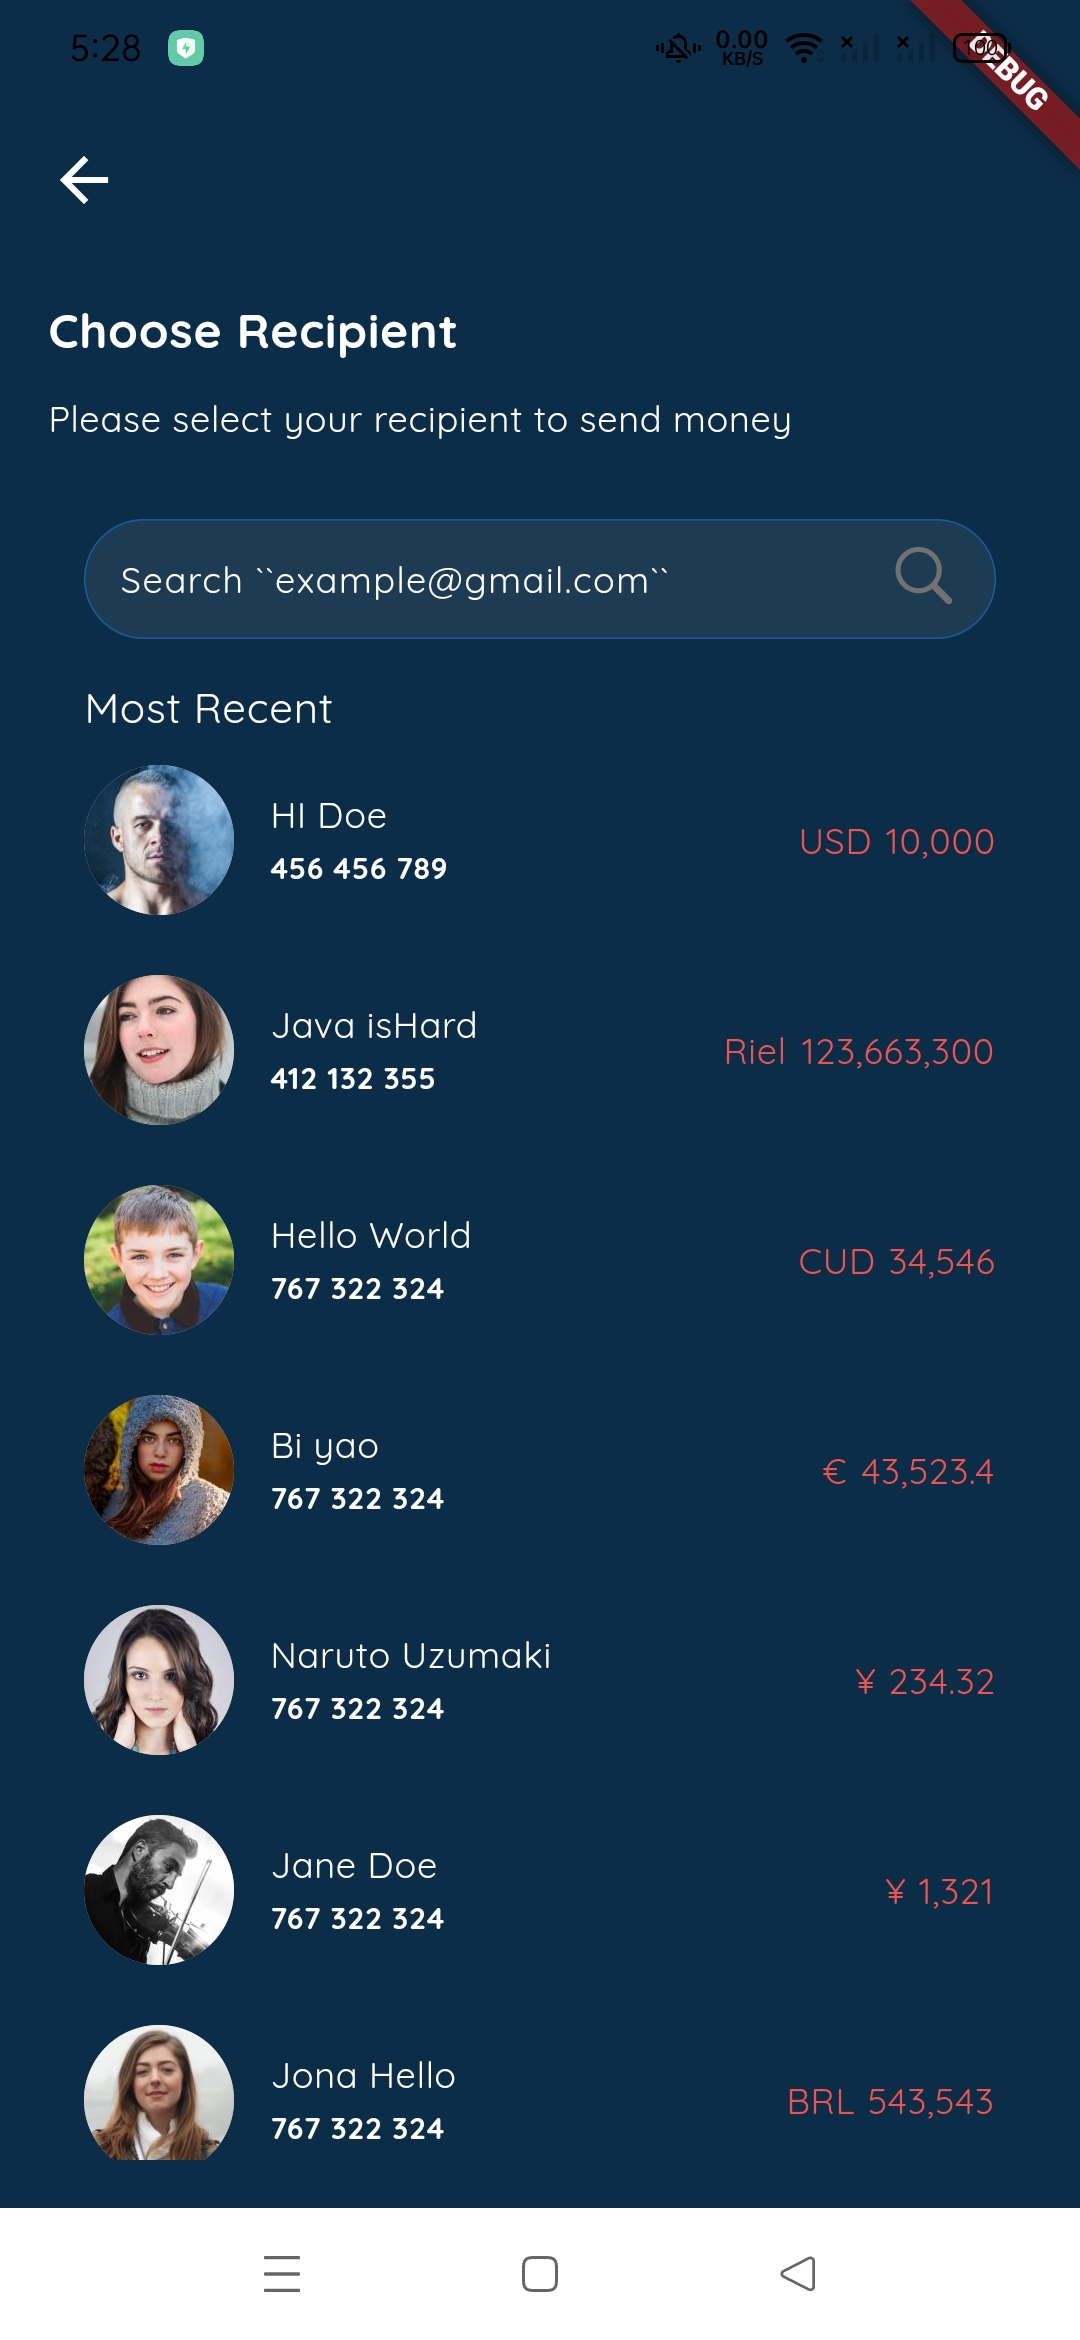 5:28
0.00
KB/S
100
DEBUG
Choose Recipient
Please select your recipient to send money
Search ``example@gmail.com``
Most Recent
HI Doe
456 456 789
USD 10,000
Java isHard
412 132 355
Riel 123,663,300
Hello World
767 322 324
CUD 34,546
Bi yao
767 322 324
€ 43,523.4
Naruto Uzumaki
767 322 324
¥ 234.32
Jane Doe
767 322 324
¥ 1,321
Jona Hello
767 322 324
BRL 543,543